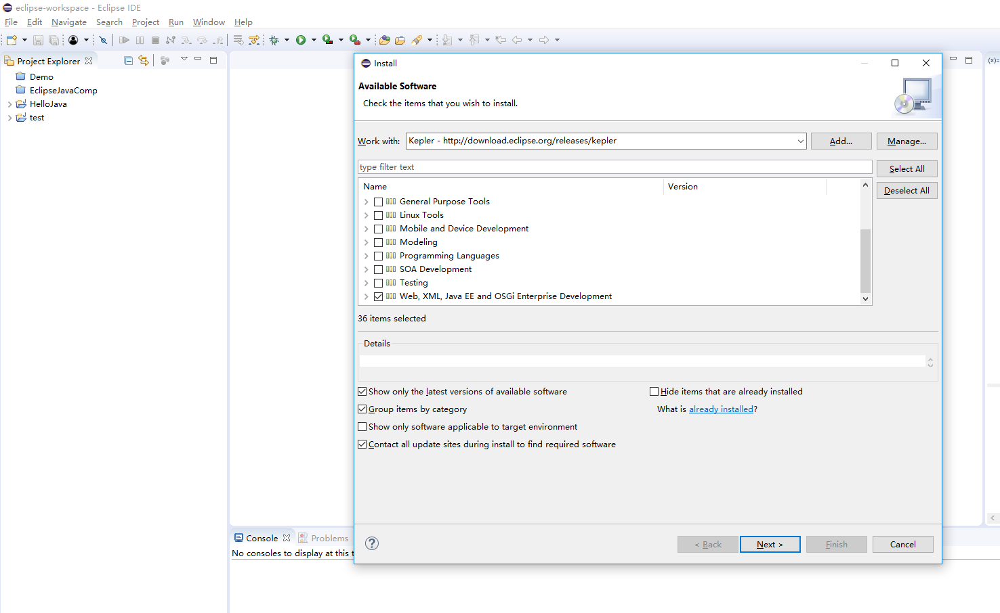 eclipse-workspace - Eclipse IDE
File Edit Navigate Search Project Run Window Help
Project Explorer
Demo
EclipseJavaComp
HelloJava
test
(x)=
Install
Available Software
Check the items that you wish to install.
Work with: Kepler - http://download.eclipse.org/releases/kepler Add... Manage...
type filter text
Select All
Deselect All
Name Version
General Purpose Tools
Linux Tools
Mobile and Device Development
Modeling
Programming Languages
SOA Development
Testing
Web, XML, Java EE and OSGi Enterprise Development
36 items selected
Details
Show only the latest versions of available software Hide items that are already installed
Group items by category What is already installed?
Show only software applicable to target environment
Contact all update sites during install to find required software
? < Back Next > Finish Cancel
Console Problems
No consoles to display at this t